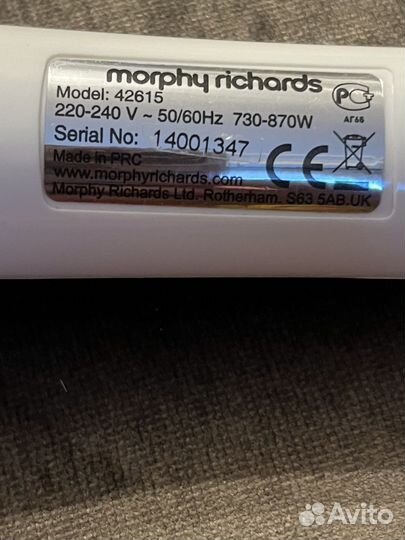 morphy richards
Model: 42615
220-240 V ~ 50/60Hz 730-870W
Serial No: 14001347
Made in PRC
www.morphyrichards.com
Morphy Richards Ltd. Rotherham. S63 5AB.UK
РС
АГ66
CE
Avito